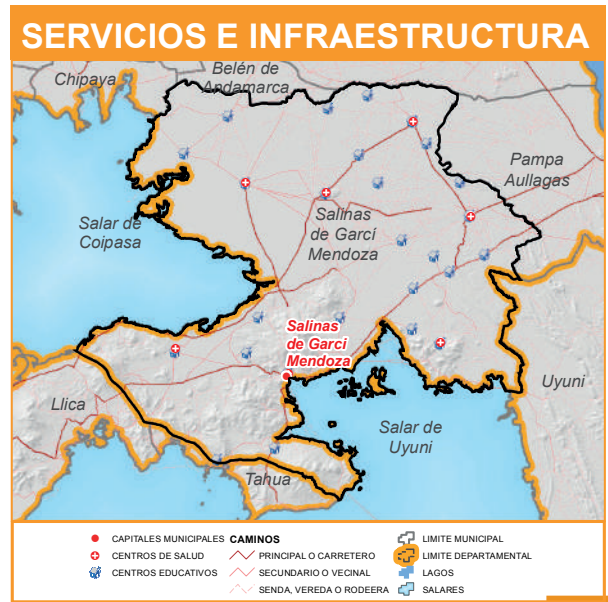 SERVICIOS E INFRAESTRUCTURA
Chipaya
Belén de
Andamarca
Pampa
Aullagas
Salar de
Coipasa
Salinas
de Garcí
Mendoza
Salinas
de Garcí
Mendoza
Uyuni
Llica
Salar de
Uyuni
Tahua
CAPITALES MUNICIPALES
CENTROS DE SALUD
CENTROS EDUCATIVOS
CAMINOS
PRINCIPAL O CARRETERO
SECUNDARIO O VECINAL
SENDA, VEREDA O RODEERA
LIMITE MUNICIPAL
LIMITE DEPARTAMENTAL
LAGOS
SALARES